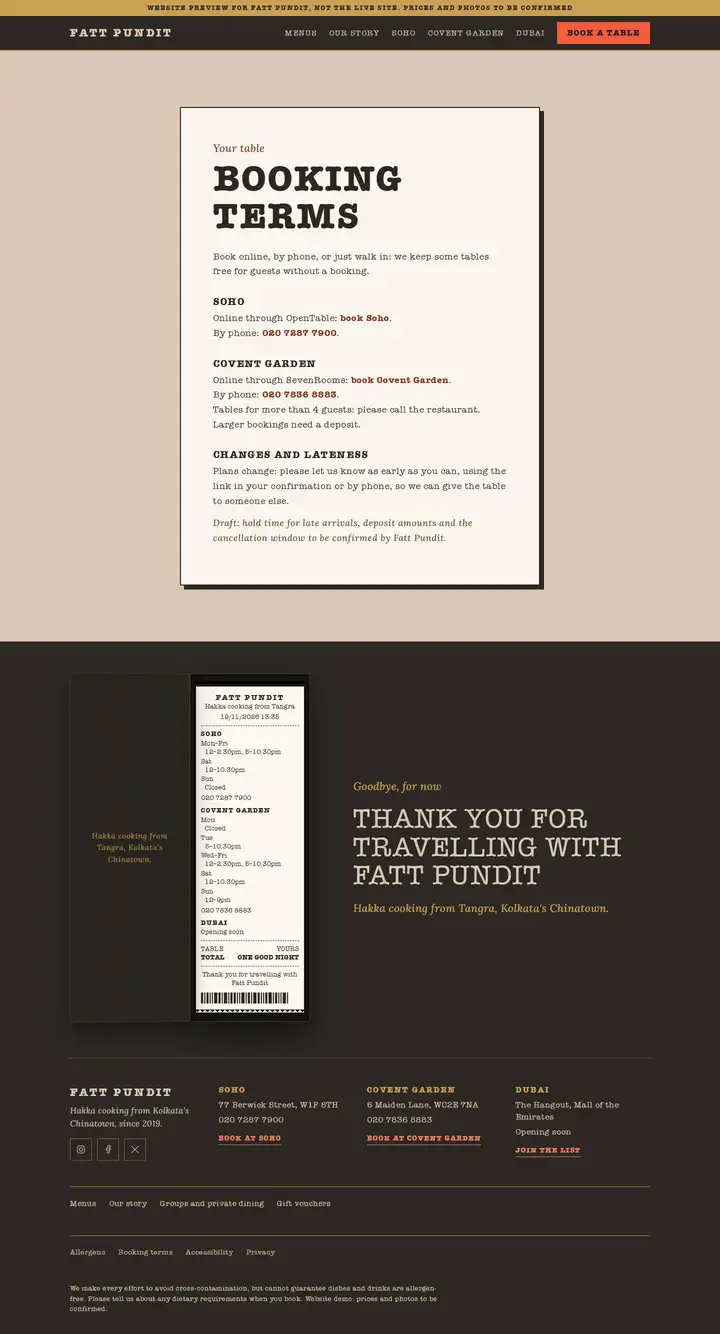 WEBSITE PREVIEW FOR FATT PUNDIT, NOT THE LIVE SITE. PRICES AND PHOTOS TO BE CONFIRMED
FATT PUNDIT
MENUS
OUR STORY
SOHO
COVENT GARDEN
DUBAI
BOOK A TABLE
Your table
BOOKING
TERMS
Book online, by phone, or just walk in: we keep some tables
free for guests without a booking.
SOHO
Online through OpenTable: book Soho.
By phone: 020 7287 7900.
COVENT GARDEN
Online through SevenRooms: book Covent Garden.
By phone: 020 7836 8883.
Tables for more than 4 guests: please call the restaurant.
Larger bookings need a deposit.
CHANGES AND LATENESS
Plans change: please let us know as early as you can, using the
link in your confirmation or by phone, so we can give the table
to someone else.
Draft: hold time for late arrivals, deposit amounts and the
cancellation window to be confirmed by Fatt Pundit.
Hakka cooking from
Tangra, Kolkata's
Chinatown.
FATT PUNDIT
Hakka cooking from Tangra
19/11/2026 13:35
SOHO
Mon-Fri
12-2.30pm, 5-10.30pm
Sat
12-10.30pm
Sun
Closed
020 7287 7900
COVENT GARDEN
Mon
Closed
Tue
5-10.30pm
Wed-Fri
12-2.30pm, 5-10.30pm
Sat
12-10.30pm
Sun
12-9pm
020 7836 8883
DUBAI
Opening soon
TABLE YOURS
TOTAL ONE GOOD NIGHT
Thank you for travelling with
Fatt Pundit
Goodbye, for now
THANK YOU FOR
TRAVELLING WITH
FATT PUNDIT
Hakka cooking from Tangra, Kolkata's Chinatown.
FATT PUNDIT
Hakka cooking from Kolkata's
Chinatown, since 2019.
SOHO
77 Berwick Street, W1F 8TH
020 7287 7900
BOOK AT SOHO
COVENT GARDEN
6 Maiden Lane, WC2E 7NA
020 7836 8883
BOOK AT COVENT GARDEN
DUBAI
The Hangout, Mall of the
Emirates
Opening soon
JOIN THE LIST
Menus
Our story
Groups and private dining
Gift vouchers
Allergens
Booking terms
Accessibility
Privacy
We make every effort to avoid cross-contamination, but cannot guarantee dishes and drinks are allergen-
free. Please tell us about any dietary requirements when you book. Website demo: prices and photos to be
confirmed.